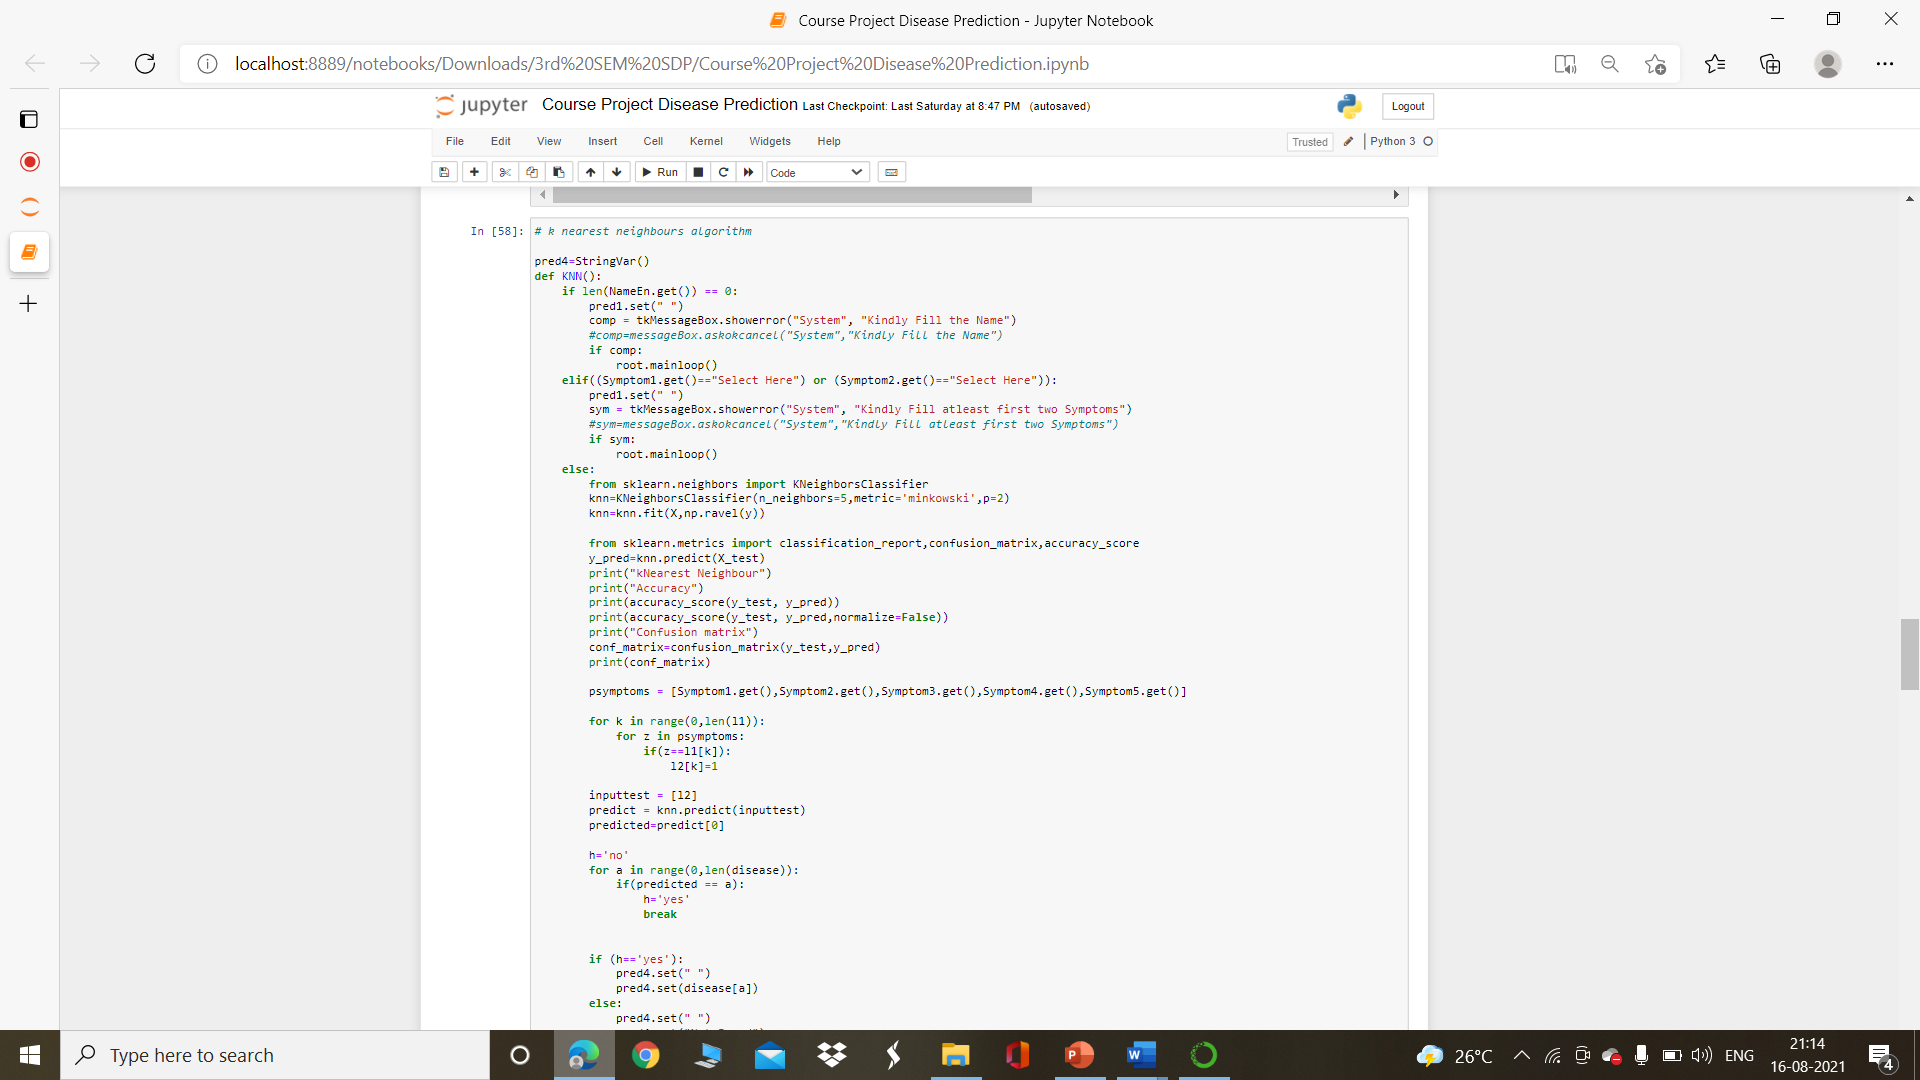 Course Project Disease Prediction - Jupyter Notebook
localhost:8889/notebooks/Downloads/3rd%20SEM%20SDP/Course%20Project%20Disease%20Prediction.ipynb
jupyter Course Project Disease Prediction Last Checkpoint: Last Saturday at 8:47 PM (autosaved)
Logout
File Edit View Insert Cell Kernel Widgets Help
Trusted Python 3
Run Code
In [58]: # k nearest neighbours algorithm
pred4=StringVar()
def KNN():
    if len(NameEn.get()) == 0:
        pred1.set(" ")
        comp = tkMessageBox.showerror("System", "Kindly Fill the Name")
        #comp=messageBox.askokcancel("System","Kindly Fill the Name")
        if comp:
            root.mainloop()
    elif((Symptom1.get()=="Select Here") or (Symptom2.get()=="Select Here")):
        pred1.set(" ")
        sym = tkMessageBox.showerror("System", "Kindly Fill atleast first two Symptoms")
        #sym=messageBox.askokcancel("System","Kindly Fill atleast first two Symptoms")
        if sym:
            root.mainloop()
    else:
        from sklearn.neighbors import KNeighborsClassifier
        knn=KNeighborsClassifier(n_neighbors=5,metric='minkowski',p=2)
        knn=knn.fit(X,np.ravel(y))
        from sklearn.metrics import classification_report,confusion_matrix,accuracy_score
        y_pred=knn.predict(X_test)
        print("kNearest Neighbour")
        print("Accuracy")
        print(accuracy_score(y_test, y_pred))
        print(accuracy_score(y_test, y_pred,normalize=False))
        print("Confusion matrix")
        conf_matrix=confusion_matrix(y_test,y_pred)
        print(conf_matrix)
        psymptoms = [Symptom1.get(),Symptom2.get(),Symptom3.get(),Symptom4.get(),Symptom5.get()]
        for k in range(0,len(l1)):
            for z in psymptoms:
                if(z==l1[k]):
                    l2[k]=1
        inputtest = [l2]
        predict = knn.predict(inputtest)
        predicted=predict[0]
        h='no'
        for a in range(0,len(disease)):
            if(predicted == a):
                h='yes'
                break
        if (h=='yes'):
            pred4.set(" ")
            pred4.set(disease[a])
        else:
            pred4.set(" ")
Type here to search
26°C
ENG
21:14
16-08-2021
4